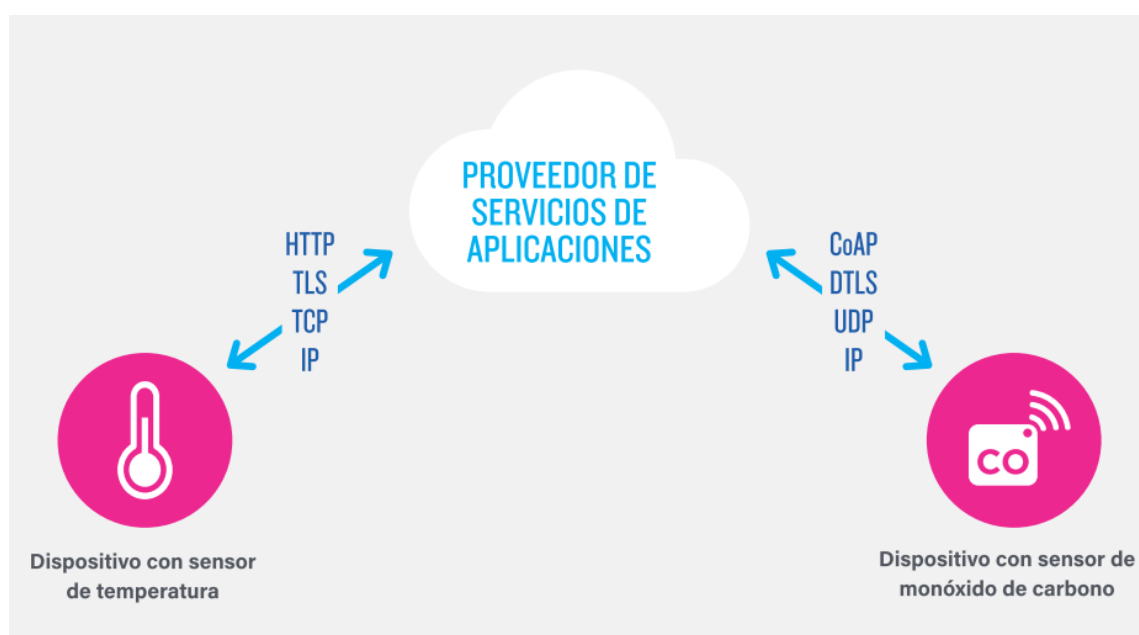 PROVEEDOR DE
SERVICIOS DE
APLICACIONES
HTTP
TLS
TCP
IP
CoAP
DTLS
UDP
IP
CO
Dispositivo con sensor
de temperatura
Dispositivo con sensor de
monóxido de carbono